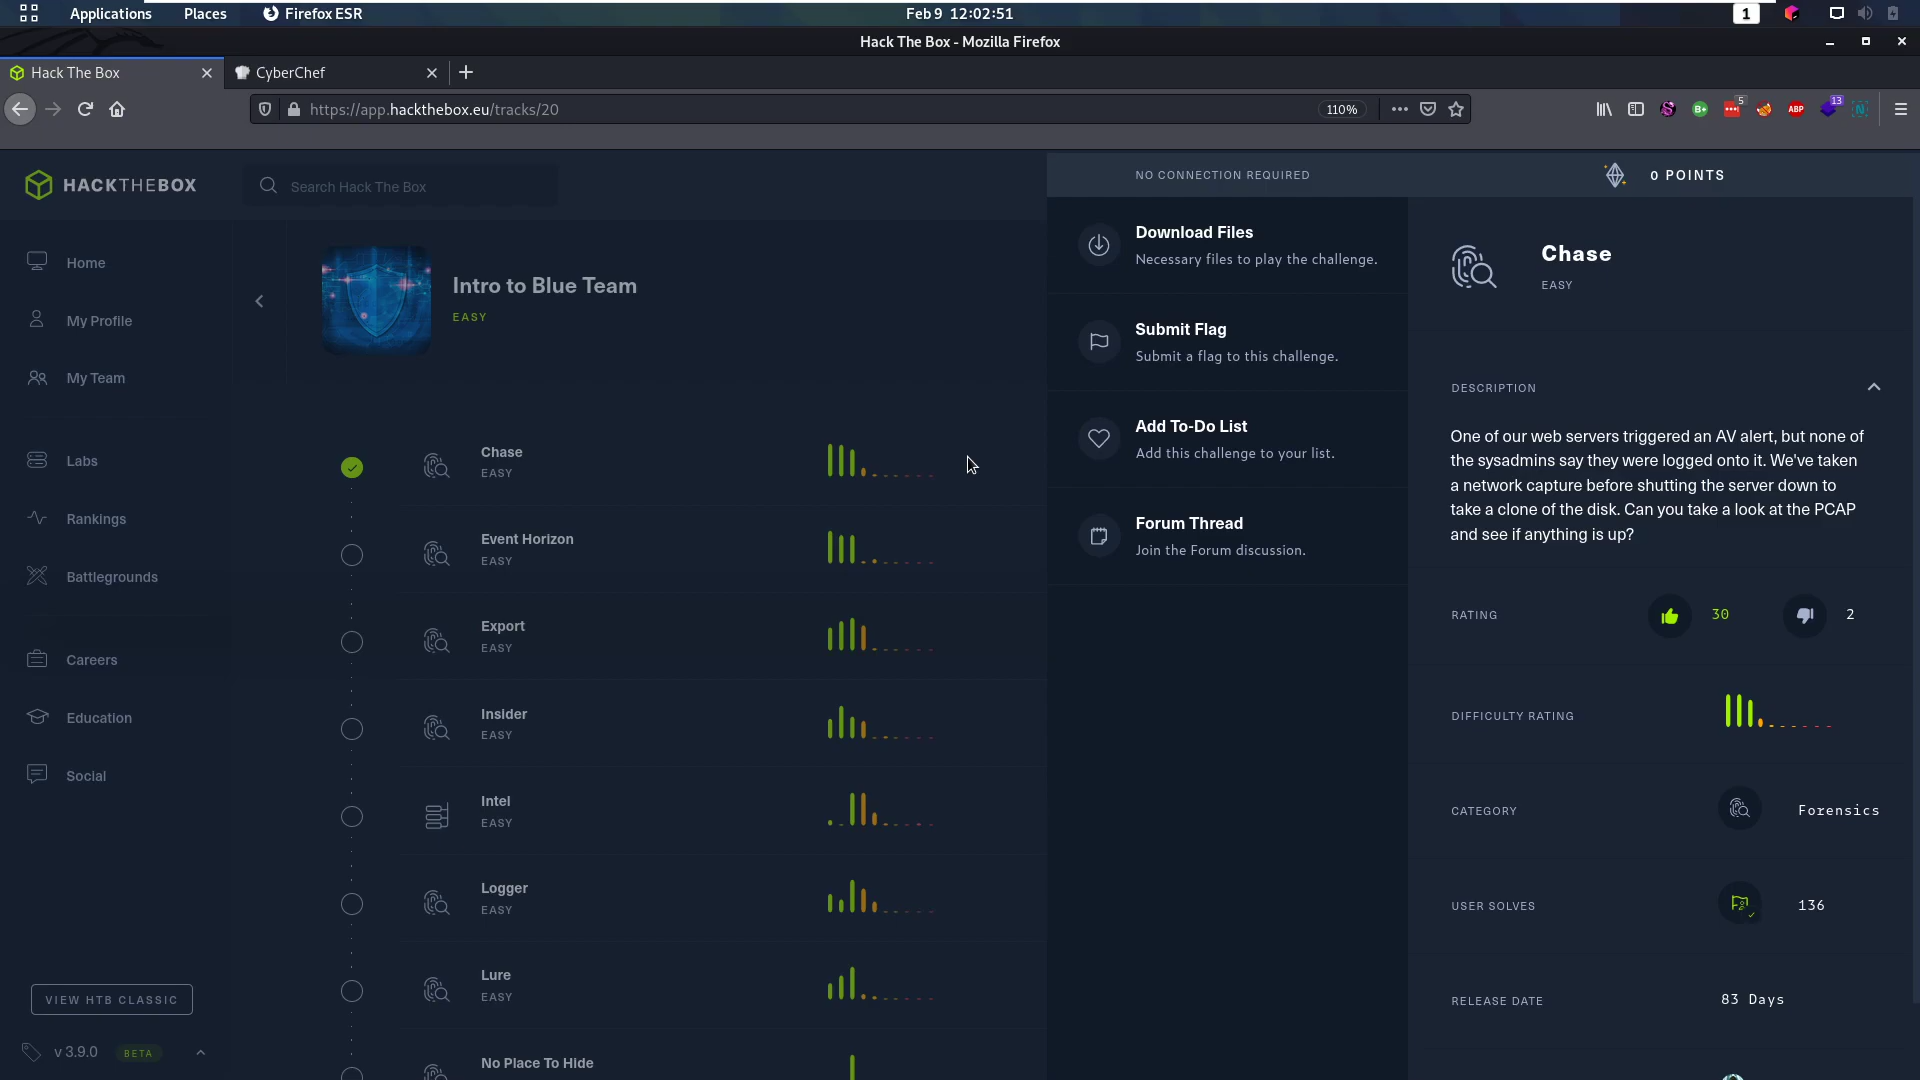 Applications Places Firefox ESR Feb 9 12:02:51 1
Hack The Box - Mozilla Firefox
Hack The Box CyberChef
https://app.hackthebox.eu/tracks/20 110% 5 B+ ABP 13 N
HACKTHEBOX Search Hack The Box
Home
My Profile
My Team
Labs
Rankings
Battlegrounds
Careers
Education
Social
VIEW HTB CLASSIC
v 3.9.0 BETA
Intro to Blue Team
EASY
Chase
EASY
Event Horizon
EASY
Export
EASY
Insider
EASY
Intel
EASY
Logger
EASY
Lure
EASY
No Place To Hide
NO CONNECTION REQUIRED 0 POINTS
Download Files
Necessary files to play the challenge.
Submit Flag
Submit a flag to this challenge.
Add To-Do List
Add this challenge to your list.
Forum Thread
Join the Forum discussion.
Chase
EASY
DESCRIPTION
One of our web servers triggered an AV alert, but none of
the sysadmins say they were logged onto it. We've taken
a network capture before shutting the server down to
take a clone of the disk. Can you take a look at the PCAP
and see if anything is up?
RATING 30 2
DIFFICULTY RATING
CATEGORY Forensics
USER SOLVES 136
RELEASE DATE 83 Days